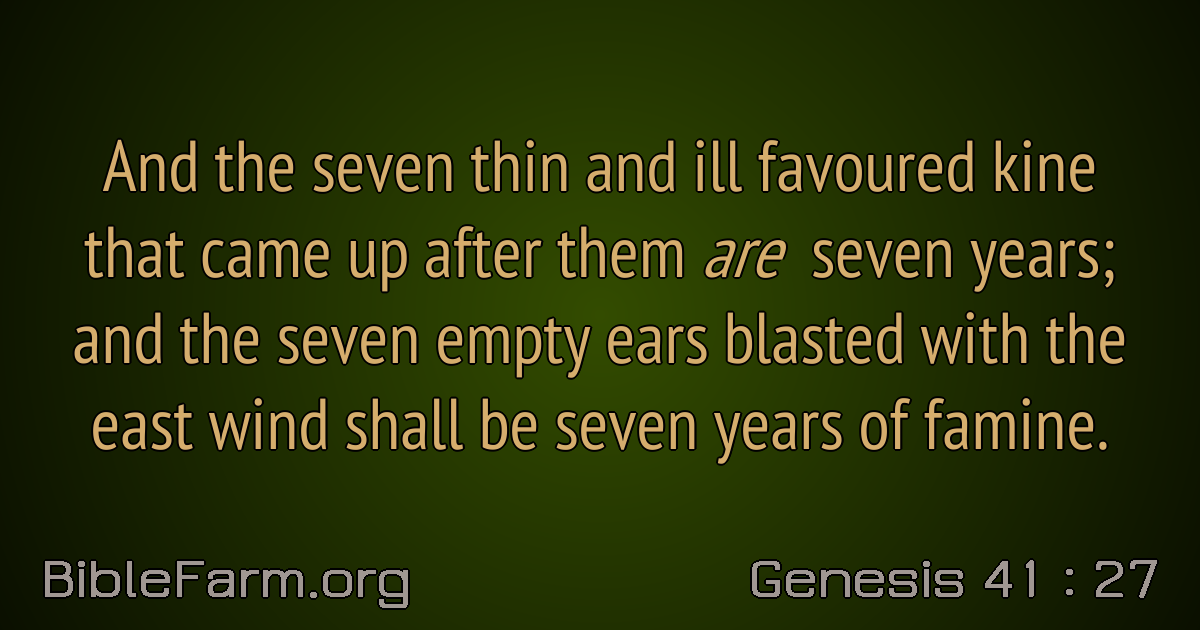 And the seven thin and ill favoured kine
that came up after them are seven years;
and the seven empty ears blasted with the
east wind shall be seven years of famine.
BibleFarm.org
Genesis 41 : 27